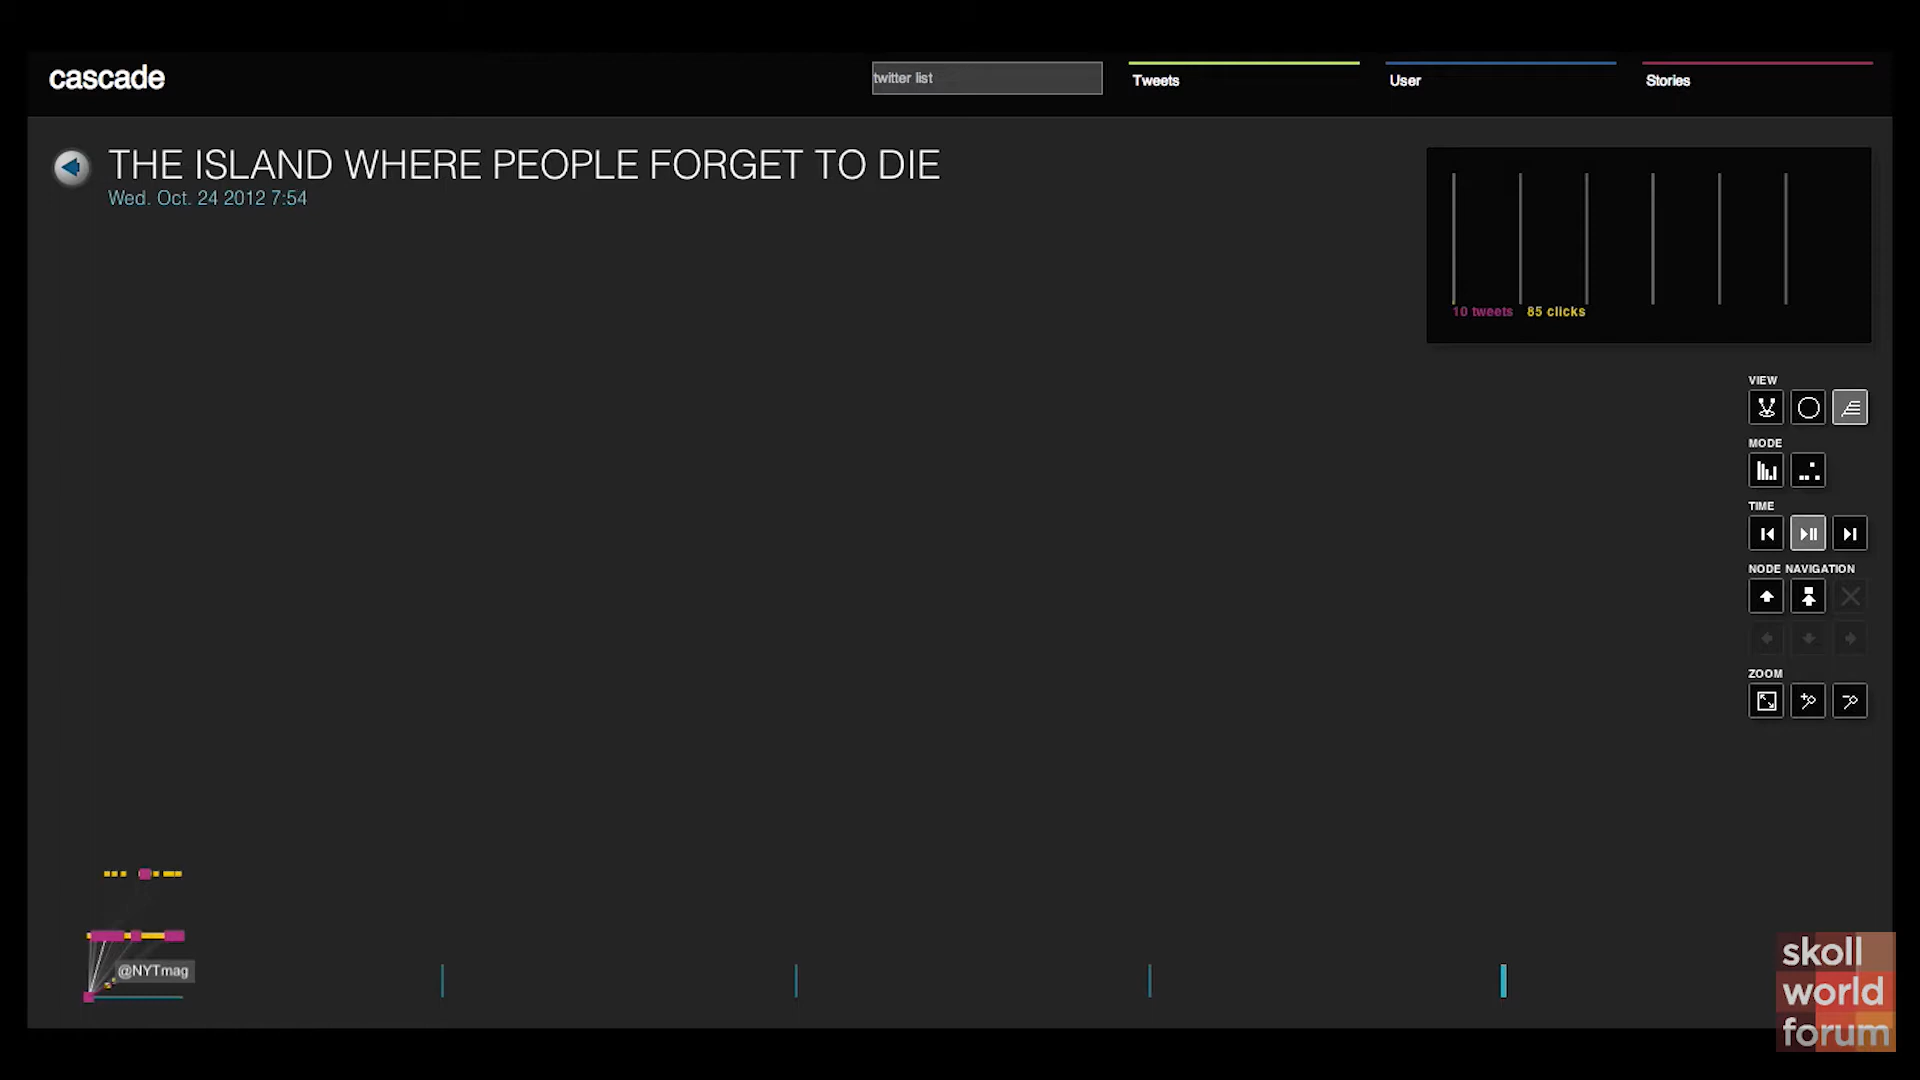 cascade
twitter list
Tweets
User
Stories
THE ISLAND WHERE PEOPLE FORGET TO DIE
Wed. Oct. 24 2012 7:54
10 tweets 85 clicks
VIEW
MODE
TIME
NODE NAVIGATION
ZOOM
@NYTmag
skoll
world
forum